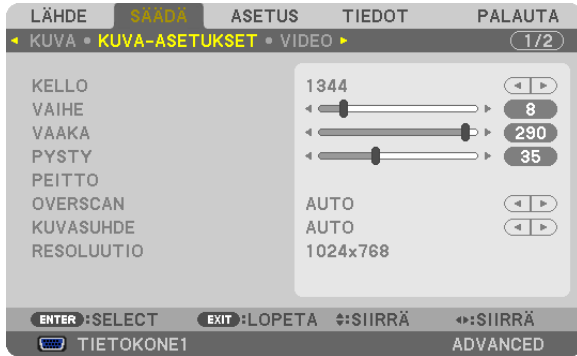 LÄHDE SÄÄDÄ ASETUS TIEDOT PALAUTA
KUVA • KUVA-ASETUKSET • VIDEO 1/2
KELLO 1344
VAIHE 8
VAAKA 290
PYSTY 35
PEITTO
OVERSCAN AUTO
KUVASUHDE AUTO
RESOLUUTIO 1024x768
ENTER :SELECT EXIT :LOPETA :SIIRRÄ :SIIRRÄ
TIETOKONE1 ADVANCED